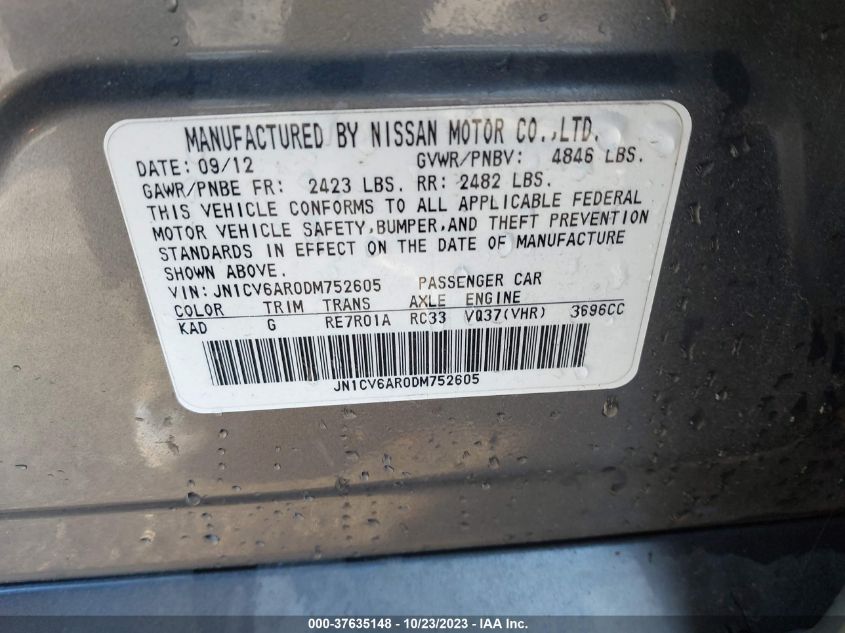 MANUFACTURED BY NISSAN MOTOR CO.,LTD.
DATE: 09/12 GVWR/PNBV: 4846 LBS.
GAWR/PNBE FR: 2423 LBS. RR: 2482 LBS.
THIS VEHICLE CONFORMS TO ALL APPLICABLE FEDERAL
MOTOR VEHICLE SAFETY,BUMPER,AND THEFT PREVENTION
STANDARDS IN EFFECT ON THE DATE OF MANUFACTURE
SHOWN ABOVE.
VIN: JN1CV6AR0DM752605 PASSENGER CAR
COLOR TRIM TRANS AXLE ENGINE
KAD G RE7R01A RC33 VQ37(VHR) 3696CC
JN1CV6AR0DM752605
000-37635148 - 10/23/2023 - IAA Inc.